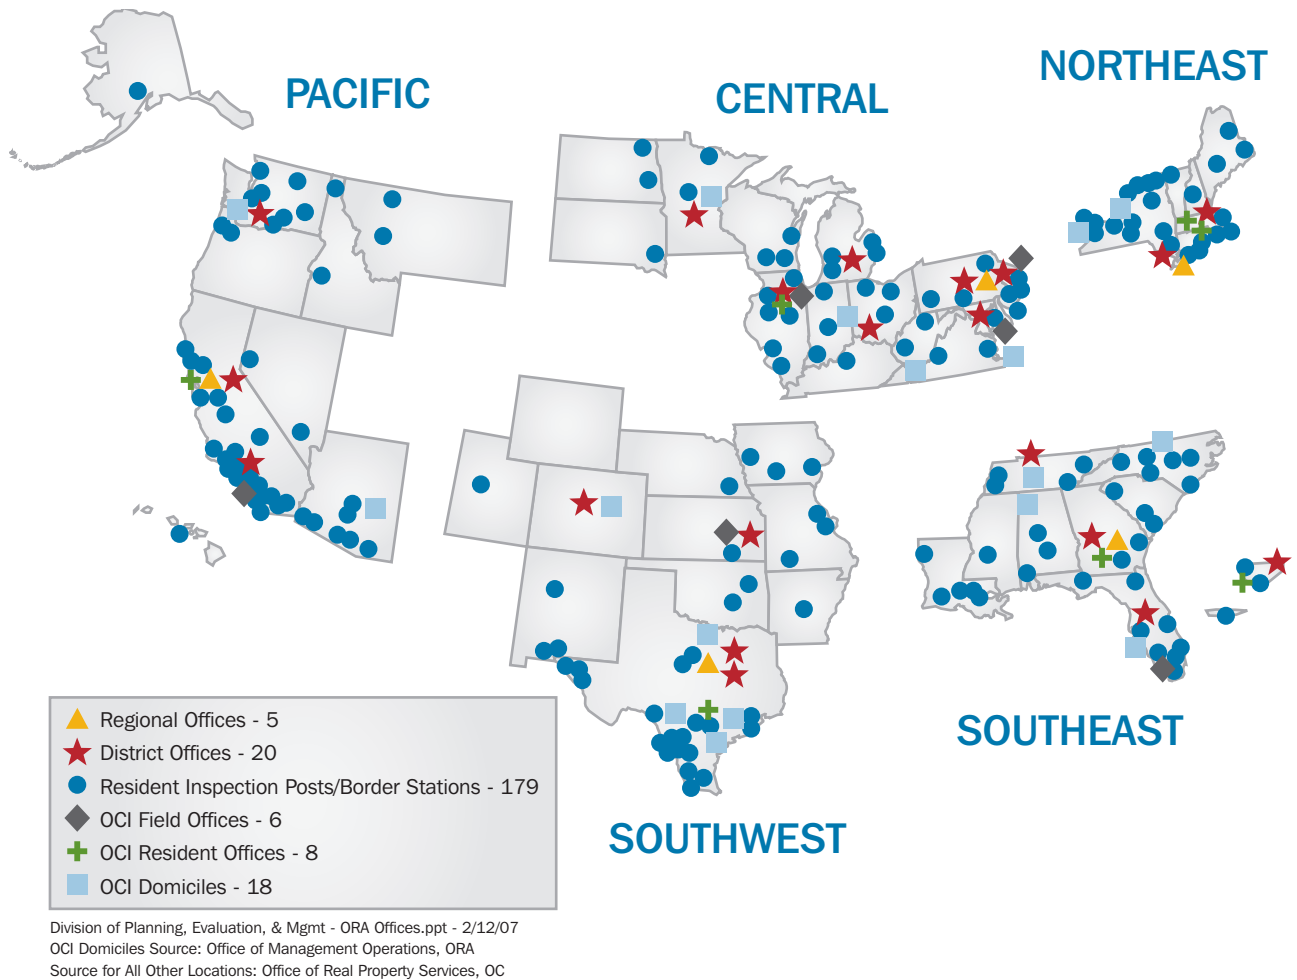 PACIFIC
CENTRAL
NORTHEAST
SOUTHEAST
SOUTHWEST
Regional Offices - 5
District Offices - 20
Resident Inspection Posts/Border Stations - 179
OCI Field Offices - 6
OCI Resident Offices - 8
OCI Domiciles - 18
Division of Planning, Evaluation, & Mgmt - ORA Offices.ppt - 2/12/07
OCI Domiciles Source: Office of Management Operations, ORA
Source for All Other Locations: Office of Real Property Services, OC